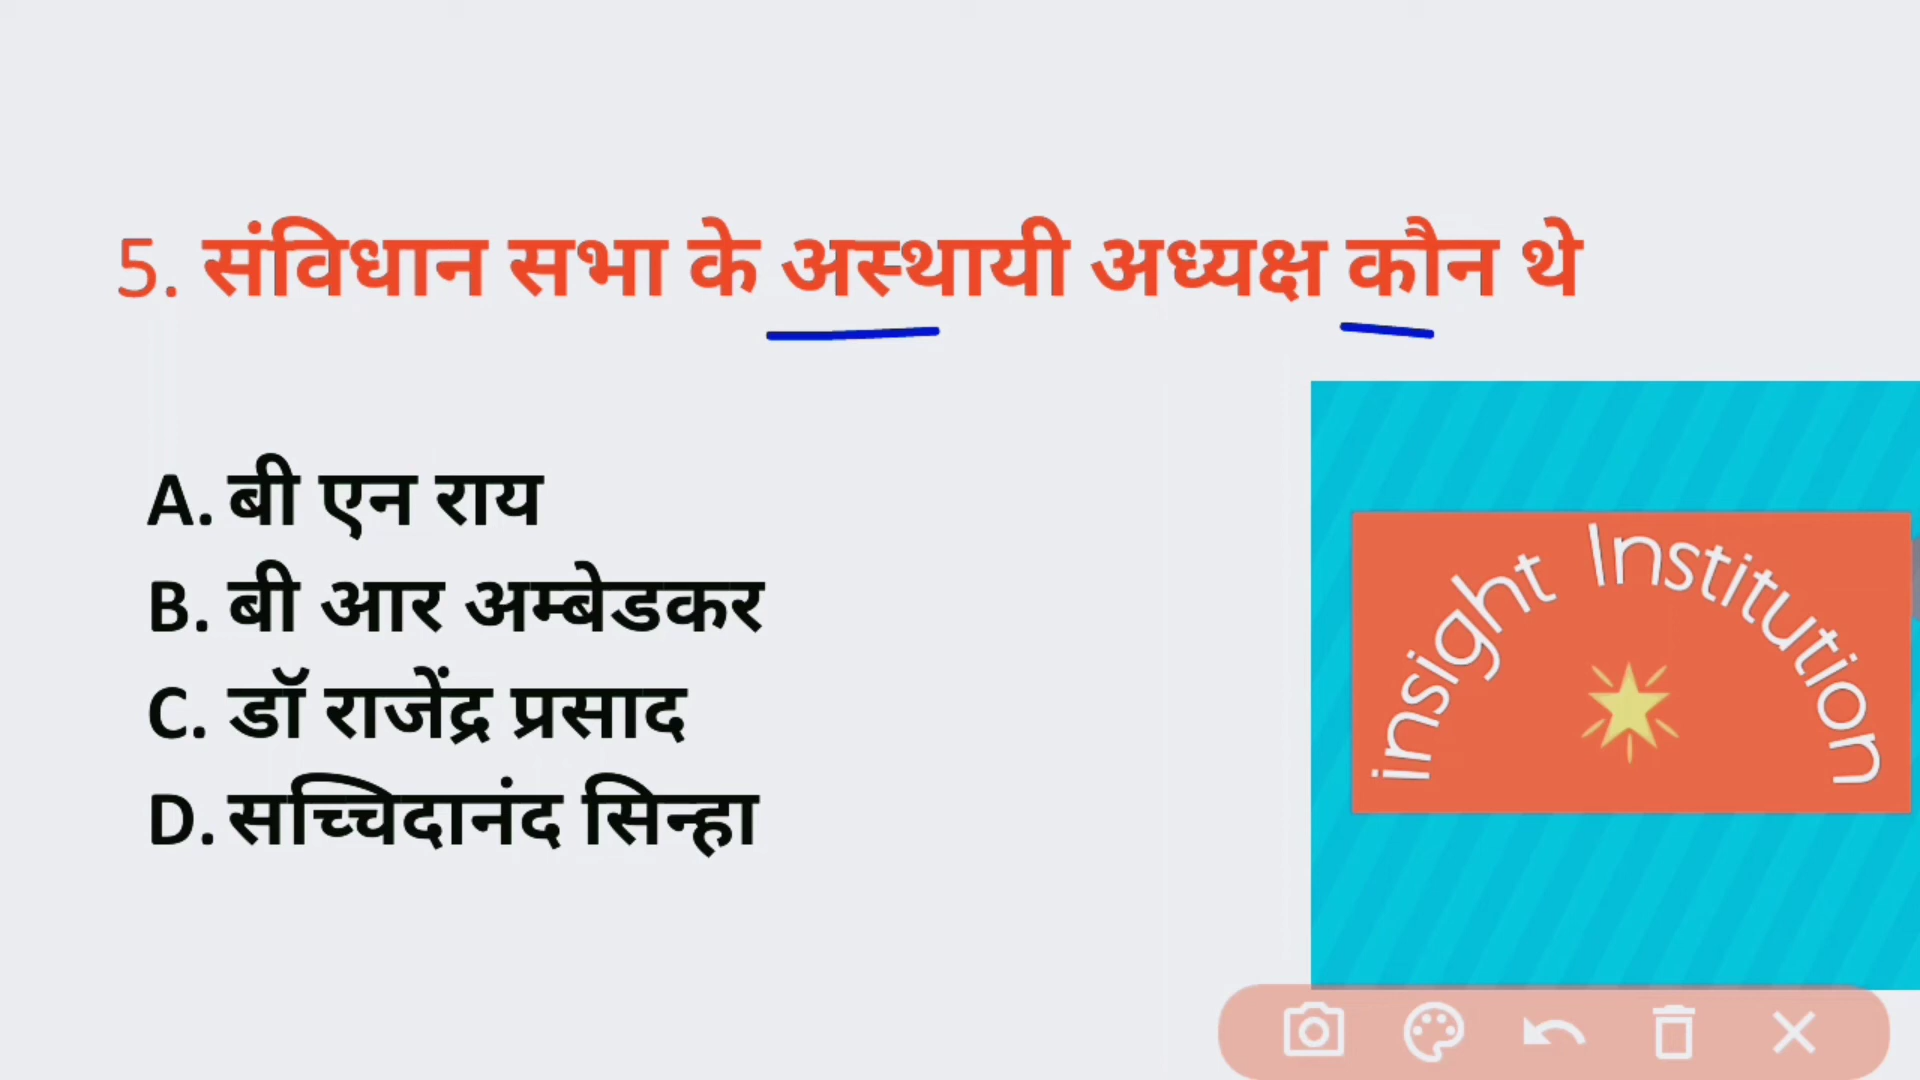 5. संविधान सभा के अस्थायी अध्यक्ष कौन थे
A. बी एन राय
B. बी आर अम्बेडकर
C. डॉ राजेंद्र प्रसाद
D. सच्चिदानंद सिन्हा
insight Institution